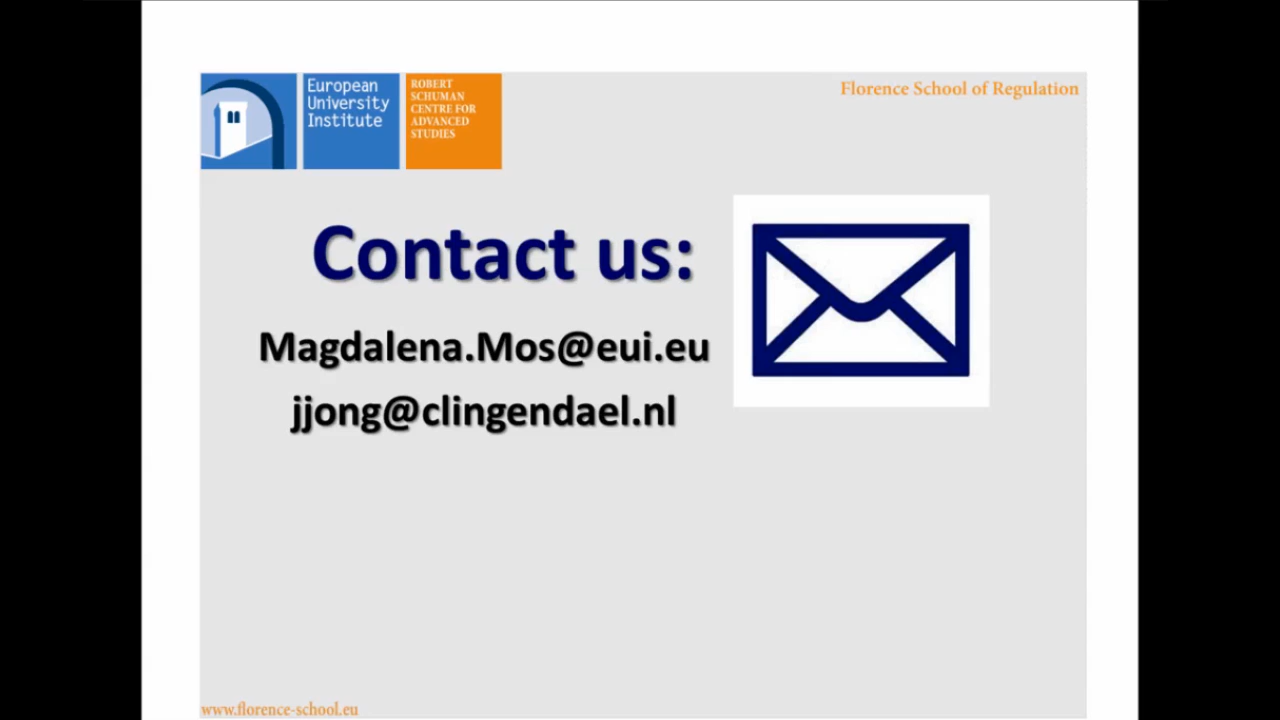 European
University
Institute
ROBERT
SCHUMAN
CENTRE FOR
ADVANCED
STUDIES
Florence School of Regulation
Contact us:
Magdalena.Mos@eui.eu
jjong@clingendael.nl
www.florence-school.eu